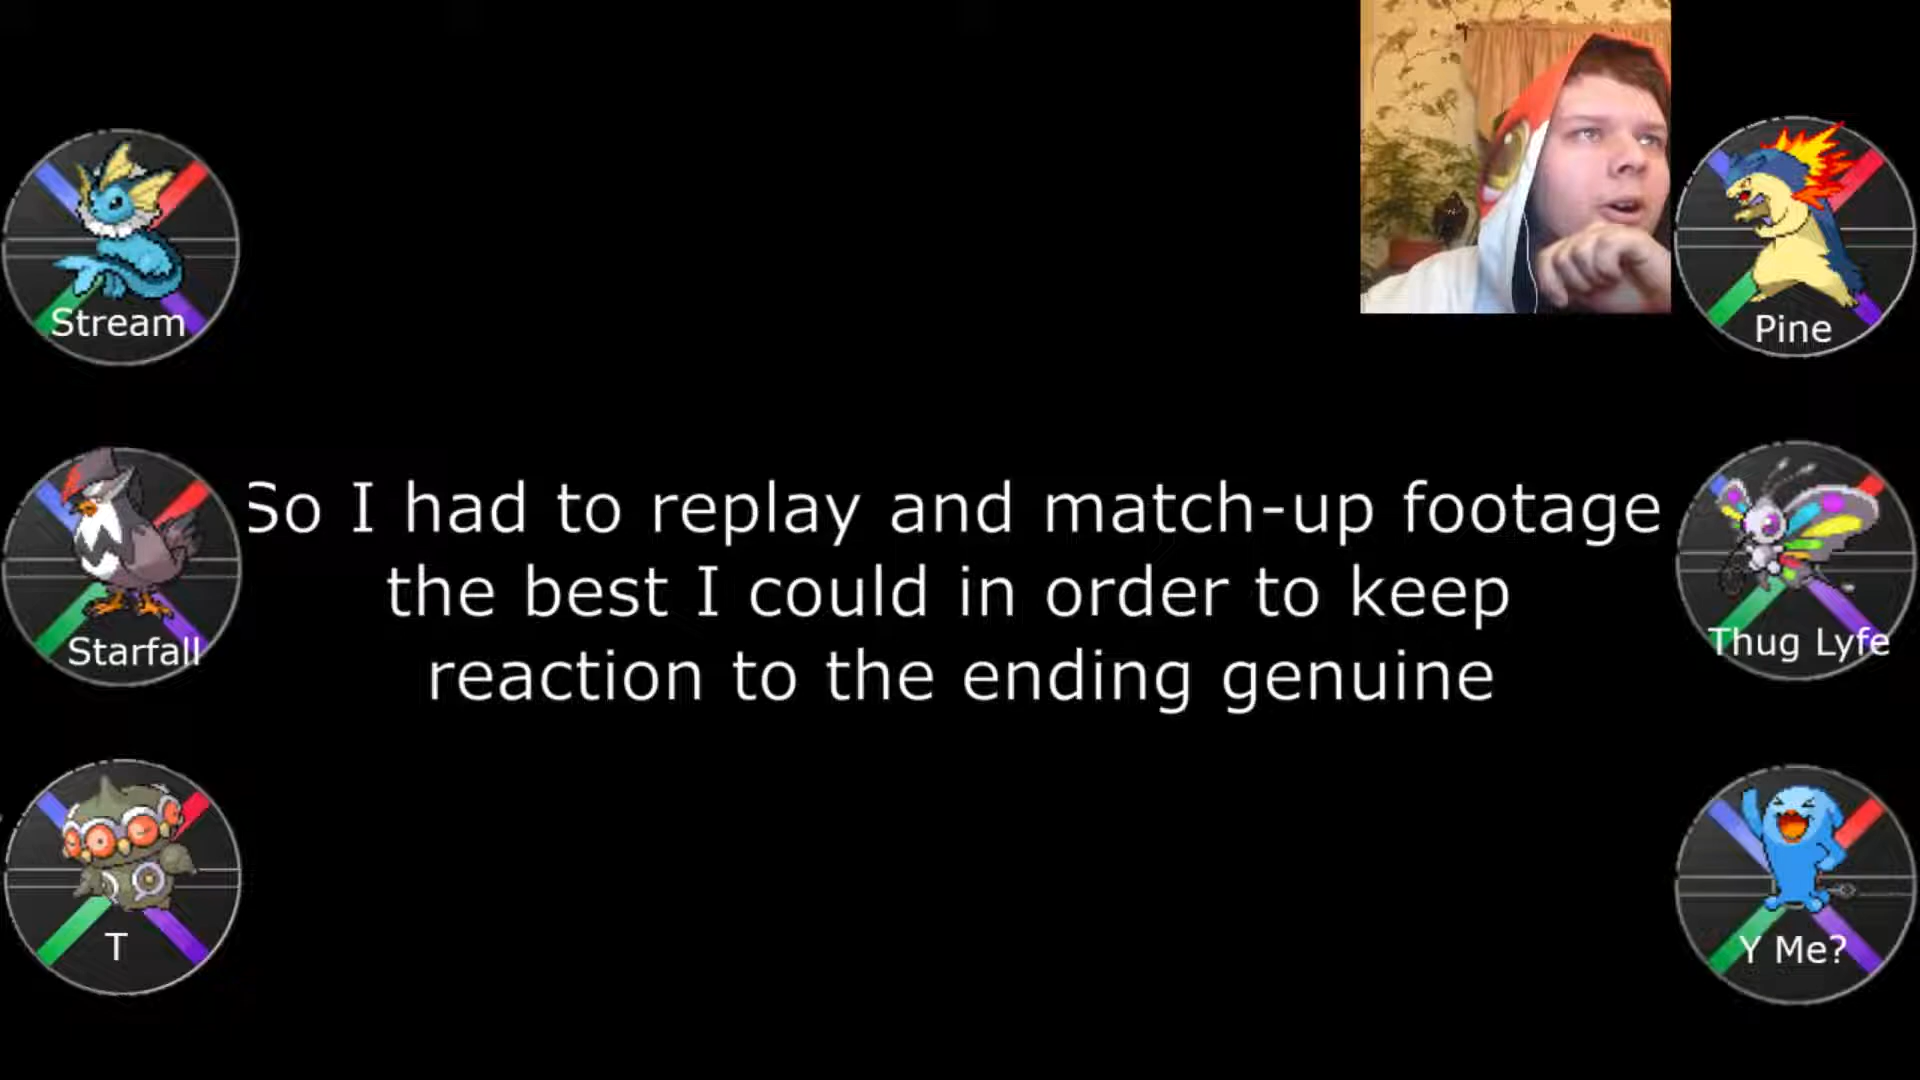 Stream
Pine
So I had to replay and match-up footage
the best I could in order to keep
reaction to the ending genuine
Starfall
Thug Lyfe
T
Y Me?